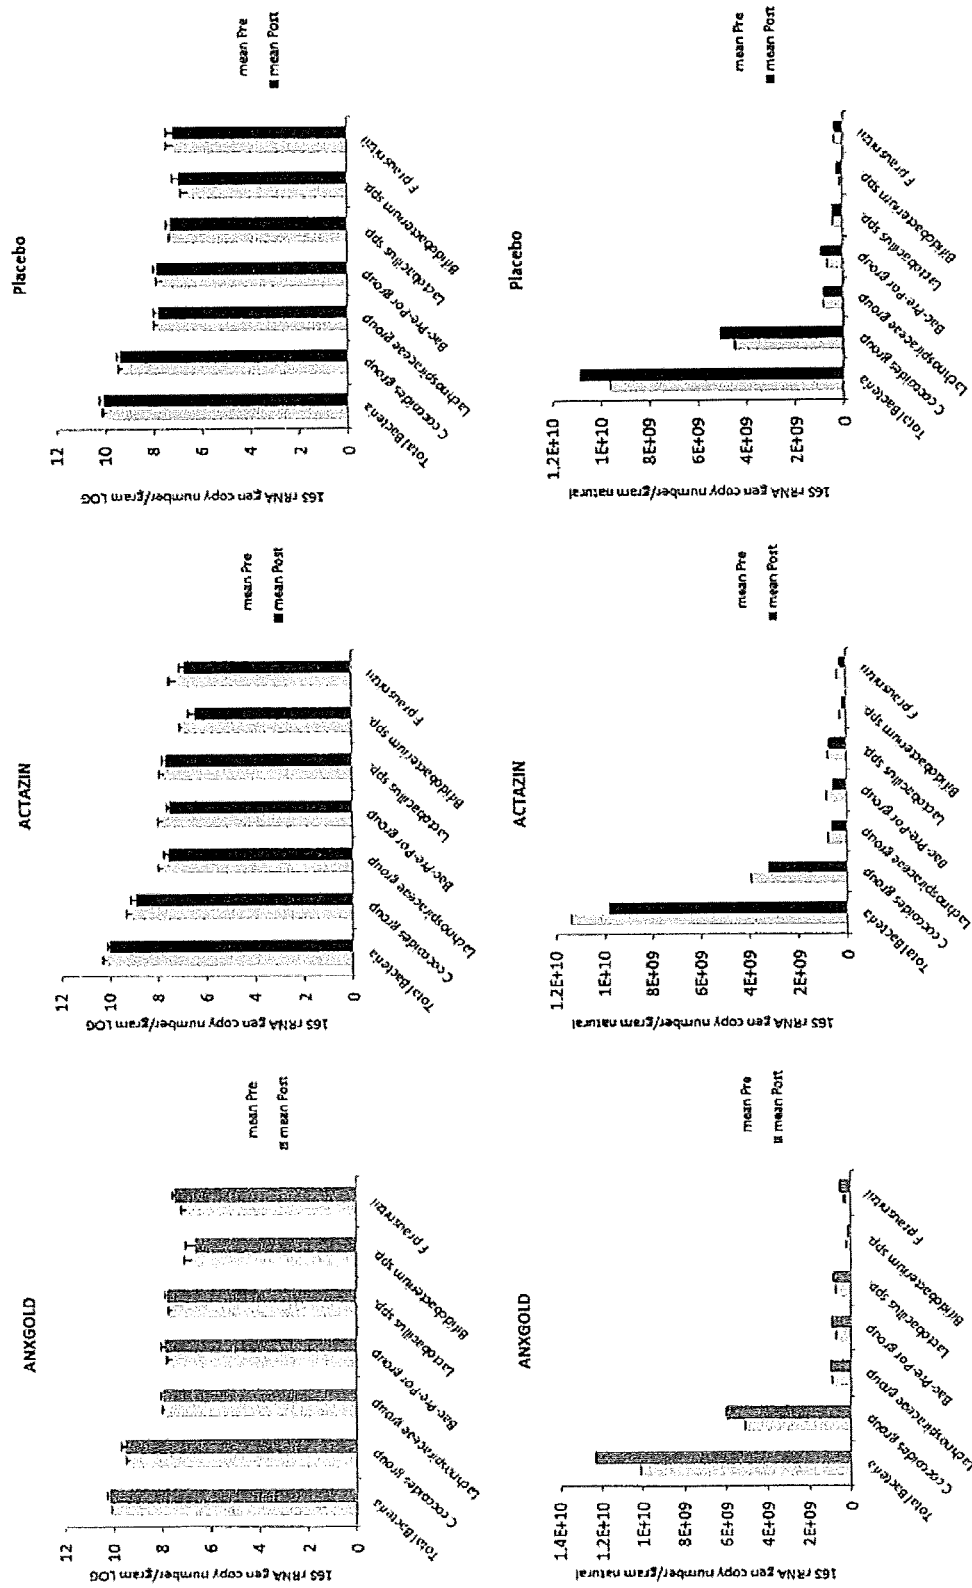 ANXGOLD
16S rRNA gen copy number/gram LOG
12
10
8
6
4
2
0
Total Bacteria
C coccoides group
Lachnospiraceae group
Bac-Pre-Por group
Lactobacillus spp.
Bifidobacterium spp.
F prausnitzii
mean Pre
mean Post
ACTAZIN
16S rRNA gen copy number/gram LOG
12
10
8
6
4
2
0
Total Bacteria
C coccoides group
Lachnospiraceae group
Bac-Pre-Por group
Lactobacillus spp.
Bifidobacterium spp.
F prausnitzii
mean Pre
mean Post
Placebo
16S rRNA gen copy number/gram LOG
12
10
8
6
4
2
0
Total Bacteria
C coccoides group
Lachnospiraceae group
Bac-Pre-Por group
Lactobacillus spp
Bifidobacterium spp.
F prausnitzii
mean Pre
mean Post
ANXGOLD
16S rRNA gen copy number/gram natural
1.4E+10
1.2E+10
1E+10
8E+09
6E+09
4E+09
2E+09
0
Total Bacteria
C coccoides group
Lachnospiraceae group
Bac-Pre-Por group
Lactobacillus spp.
Bifidobacterium spp.
F prausnitzii
mean Pre
mean Post
ACTAZIN
16S rRNA gen copy number/gram natural
1.2E+10
1E+10
8E+09
6E+09
4E+09
2E+09
0
Total Bacteria
C coccoides group
Lachnospiraceae group
Bac-Pre-Por group
Lactobacillus spp.
Bifidobacterium spp.
F prausnitzii
mean Pre
mean Post
Placebo
16S rRNA gen copy number/gram natural
1.2E+10
1E+10
8E+09
6E+09
4E+09
2E+09
0
Total Bacteria
C coccoides group
Lachnospiraceae group
Bac-Pre-Por group
Lactobacillus spp.
Bifidobacterium spp.
F prausnitzii
mean Pre
mean Post